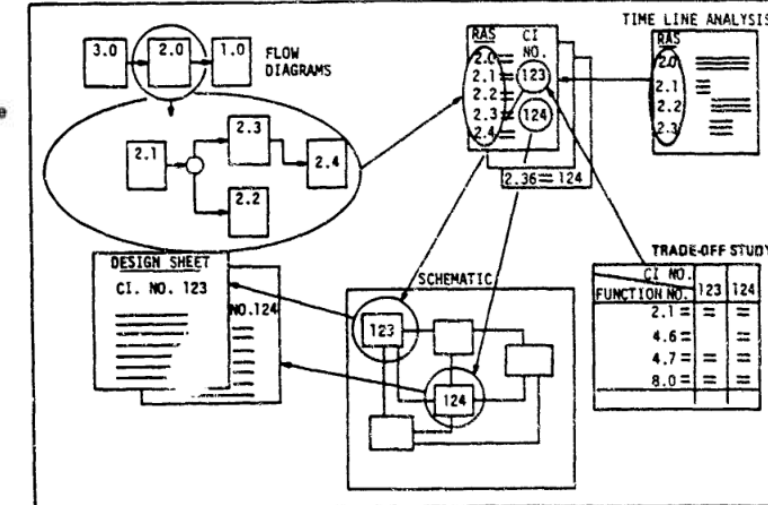 TIME LINE ANALYSIS
3.0
2.0
1.0
FLOW
DIAGRAMS
RAS
CI
NO.
2.0
2.1
2.2
2.3
2.4
123
124
2.36 = 124
RAS
2.0
2.1
2.2
2.3
2.1
2.3
2.2
2.4
DESIGN SHEET
CI. NO. 123
NO.124
SCHEMATIC
123
124
TRADE-OFF STUDY
CI NO.
FUNCTION NO.
123
124
2.1 = = =
4.6 = =
4.7 = = =
8.0 = = =